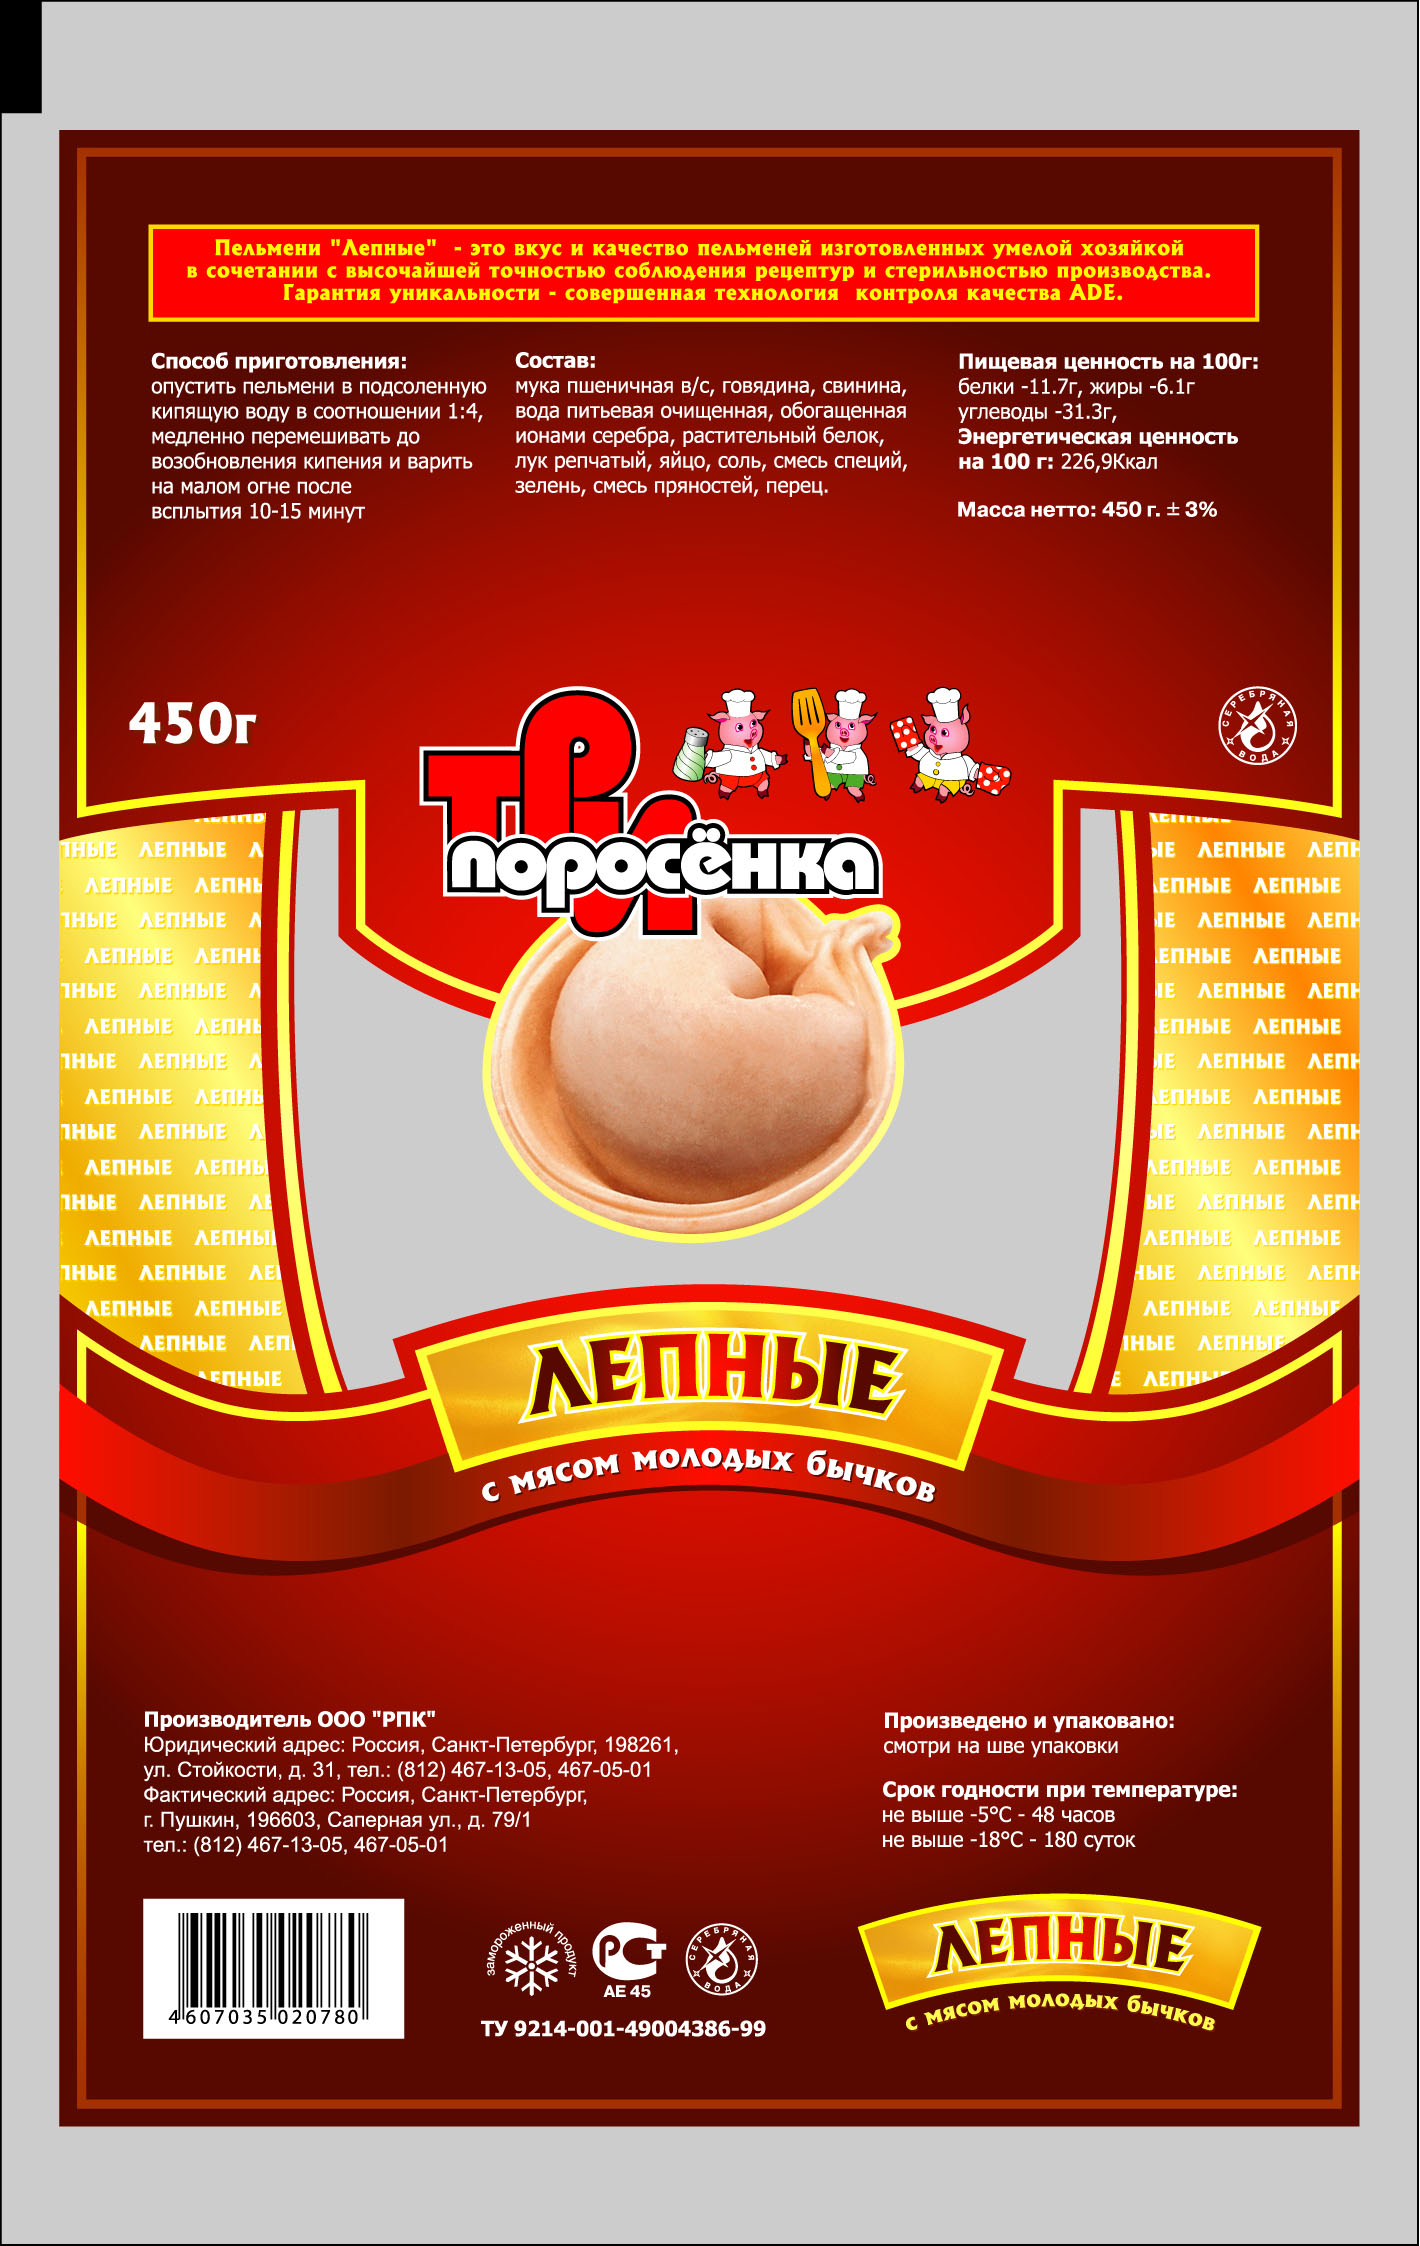 Пельмени "Лепные" - это вкус и качество пельменей изготовленных умелой хозяйкой
в сочетании с высочайшей точностью соблюдения рецептур и стерильностью производства.
Гарантия уникальности - совершенная технология контроля качества ADE.
Способ приготовления:
опустить пельмени в подсоленную
кипящую воду в соотношении 1:4,
медленно перемешивать до
возобновления кипения и варить
на малом огне после
всплытия 10-15 минут
Состав:
мука пшеничная в/с, говядина, свинина,
вода питьевая очищенная, обогащенная
ионами серебра, растительный белок,
лук репчатый, яйцо, соль, смесь специй,
зелень, смесь пряностей, перец.
Пищевая ценность на 100г:
белки -11.7г, жиры -6.1г
углеводы -31.3г,
Энергетическая ценность
на 100 г: 226,9Ккал
Масса нетто: 450 г. ± 3%
450г
три
поросёнка
СЕРЕБРЯНАЯ
ВОДА
ЛЕПНЫЕ
с мясом молодых бычков
Производитель ООО "РПК"
Юридический адрес: Россия, Санкт-Петербург, 198261,
ул. Стойкости, д. 31, тел.: (812) 467-13-05, 467-05-01
Фактический адрес: Россия, Санкт-Петербург,
г. Пушкин, 196603, Саперная ул., д. 79/1
тел.: (812) 467-13-05, 467-05-01
Произведено и упаковано:
смотри на шве упаковки
Срок годности при температуре:
не выше -5°С - 48 часов
не выше -18°С - 180 суток
4 607035 020780
замороженный продукт
РСТ
АЕ 45
СЕРЕБРЯНАЯ
ВОДА
ТУ 9214-001-49004386-99
ЛЕПНЫЕ
с мясом молодых бычков